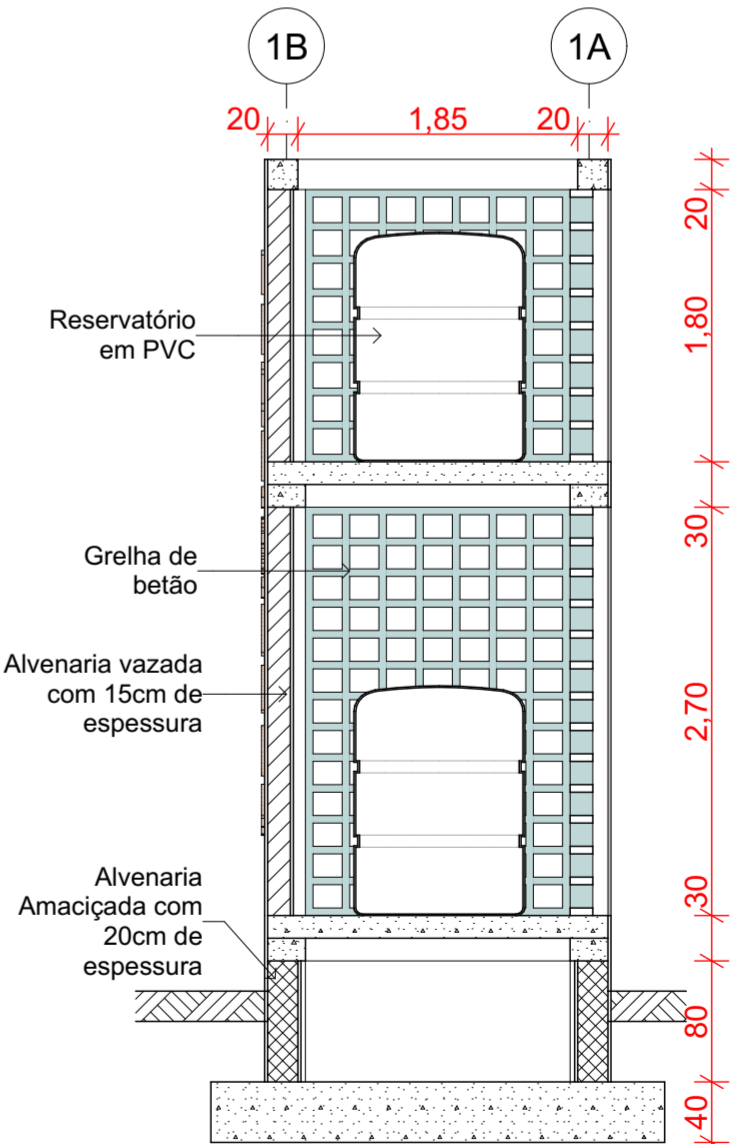 1B
1A
20
1,85
20
20
1,80
Reservatório
em PVC
30
Grelha de
betão
Alvenaria vazada
com 15cm de
espessura
2,70
Alvenaria
Amaciçada com
20cm de
espessura
30
80
40